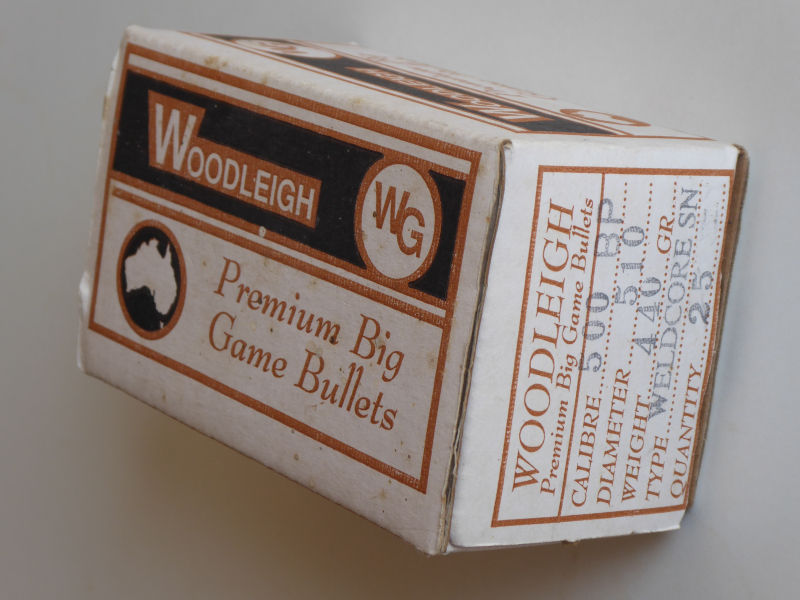 WOODLEIGH
WG
Premium Big
Game Bullets
WOODLEIGH
Premium Big Game Bullets
CALIBRE 500 BP
DIAMETER 510
WEIGHT 440 GR.
TYPE WELDCORE SN
QUANTITY 25
WOODLEIGH